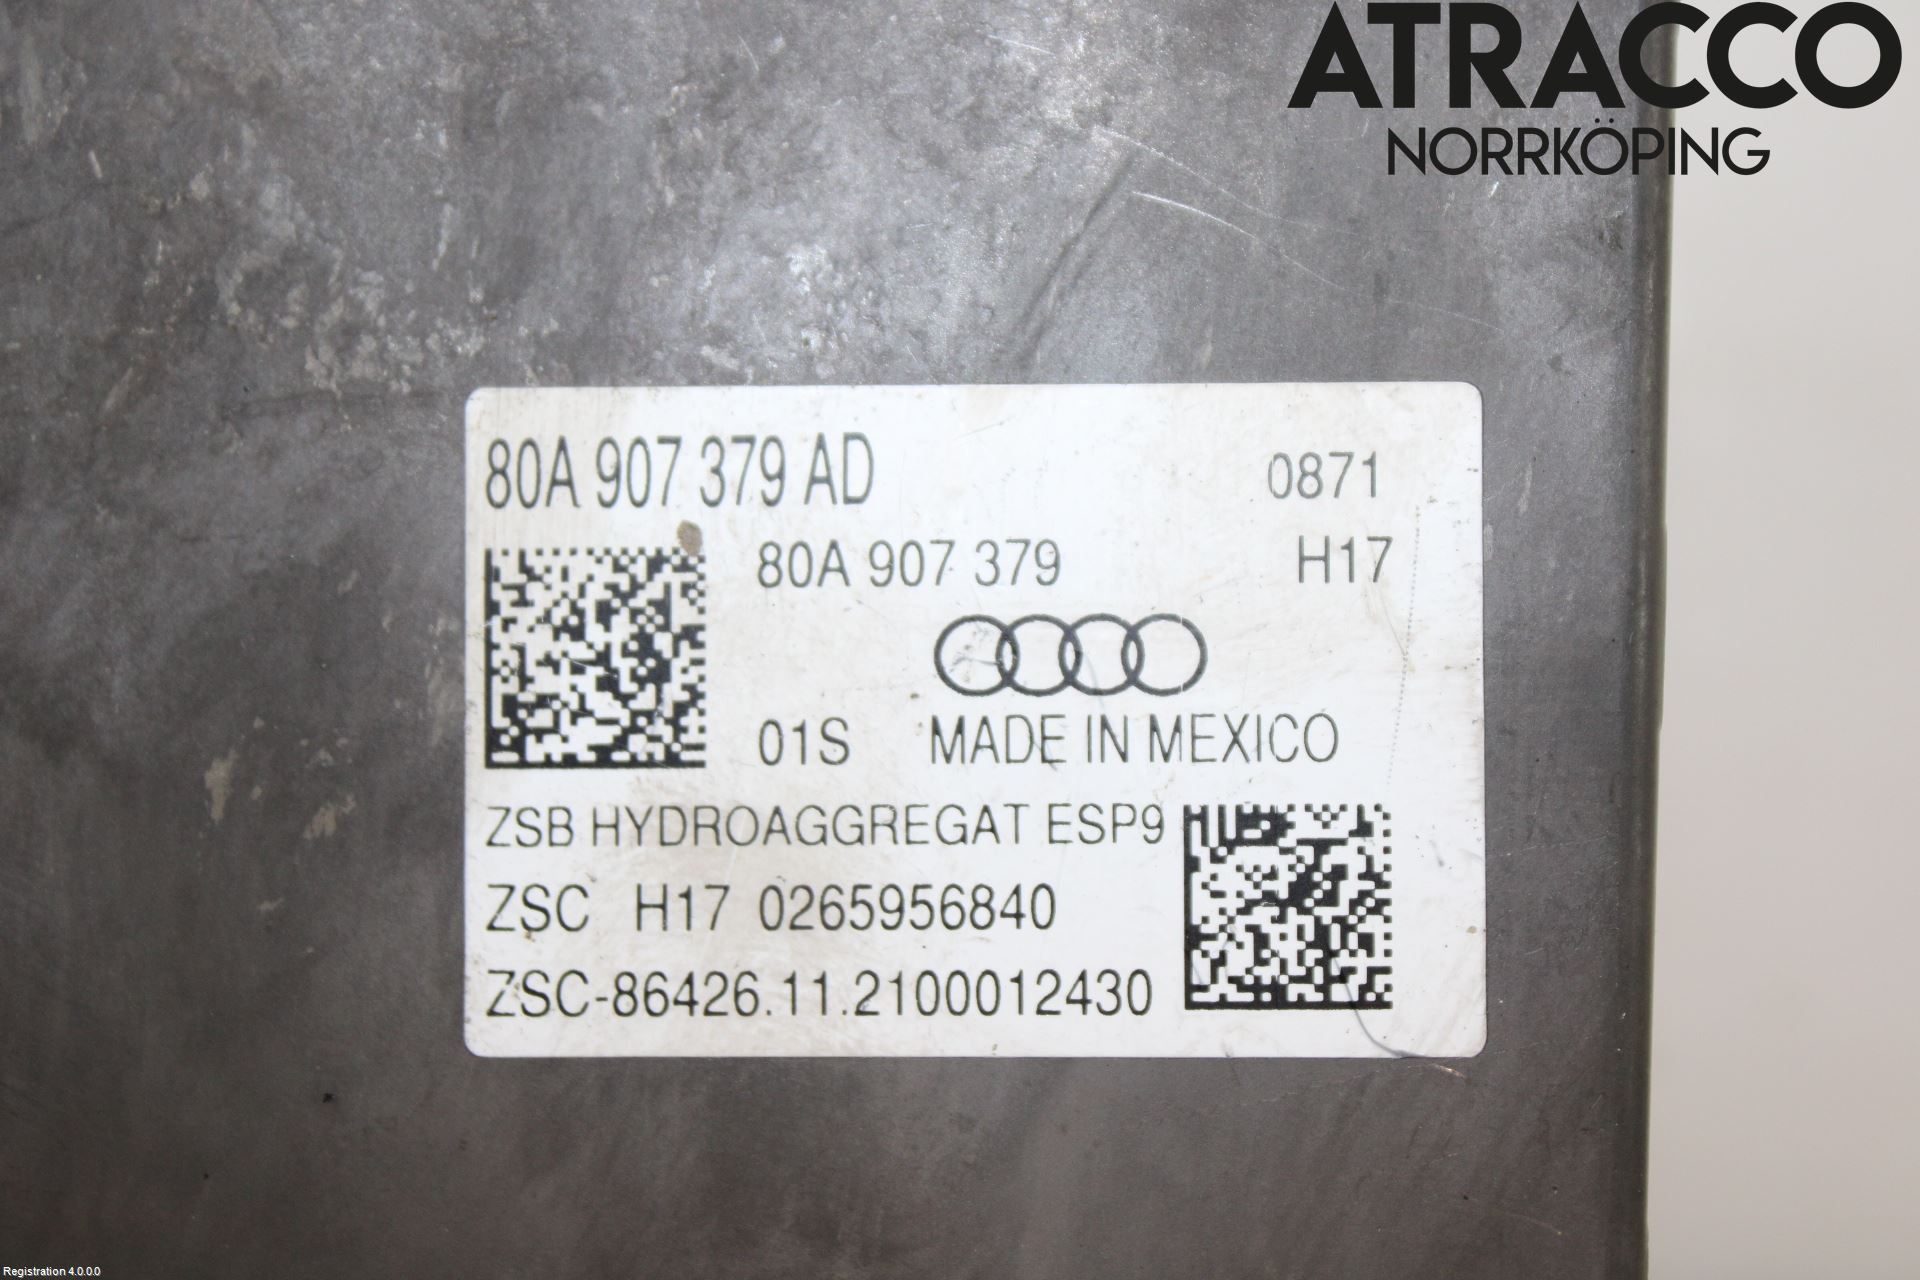 ATRACCO
NORRKÖPING
80A 907 379 AD 0871
80A 907 379 H17
01S MADE IN MEXICO
ZSB HYDROAGGREGAT ESP9
ZSC H17 0265956840
ZSC-86426.11.2100012430
Registration 4.0.0.0